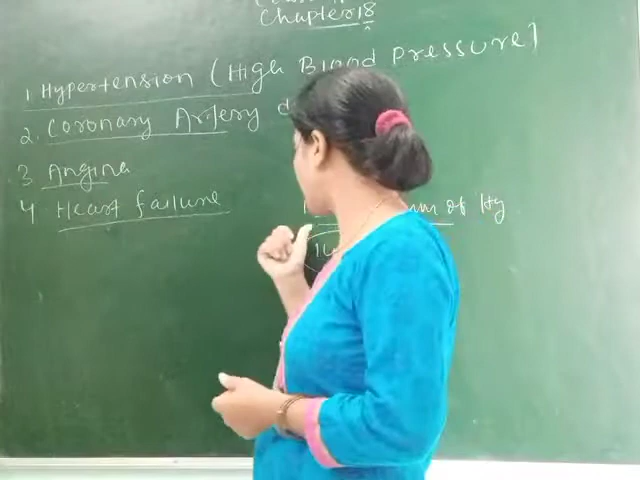 Chapter 18
1. Hypertension (High Blood Pressure)
2. Coronary Artery d
3 Angina
4 Heart failure
mm of Hg